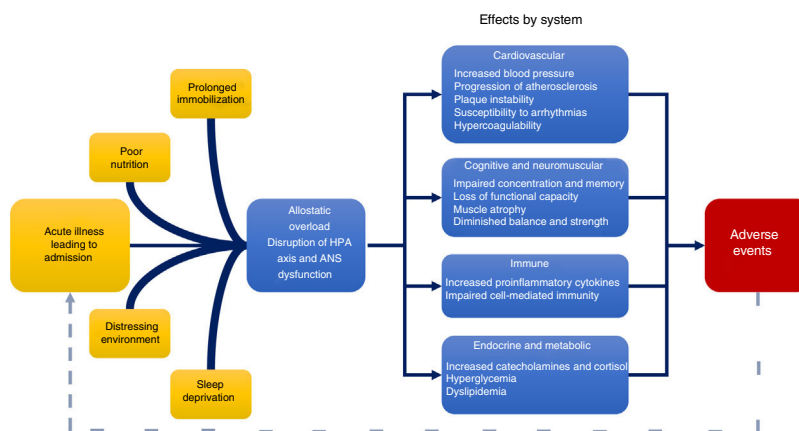 Effects by system
Prolonged
immobilization
Poor
nutrition
Acute illness
leading to
admission
Distressing
environment
Sleep
deprivation
Allostatic
overload
Disruption of HPA
axis and ANS
dysfunction
Cardiovascular
Increased blood pressure
Progression of atherosclerosis
Plaque instability
Susceptibility to arrhythmias
Hypercoagulability
Cognitive and neuromuscular
Impaired concentration and memory
Loss of functional capacity
Muscle atrophy
Diminished balance and strength
Immune
Increased proinflammatory cytokines
Impaired cell-mediated immunity
Endocrine and metabolic
Increased catecholamines and cortisol
Hyperglycemia
Dyslipidemia
Adverse
events